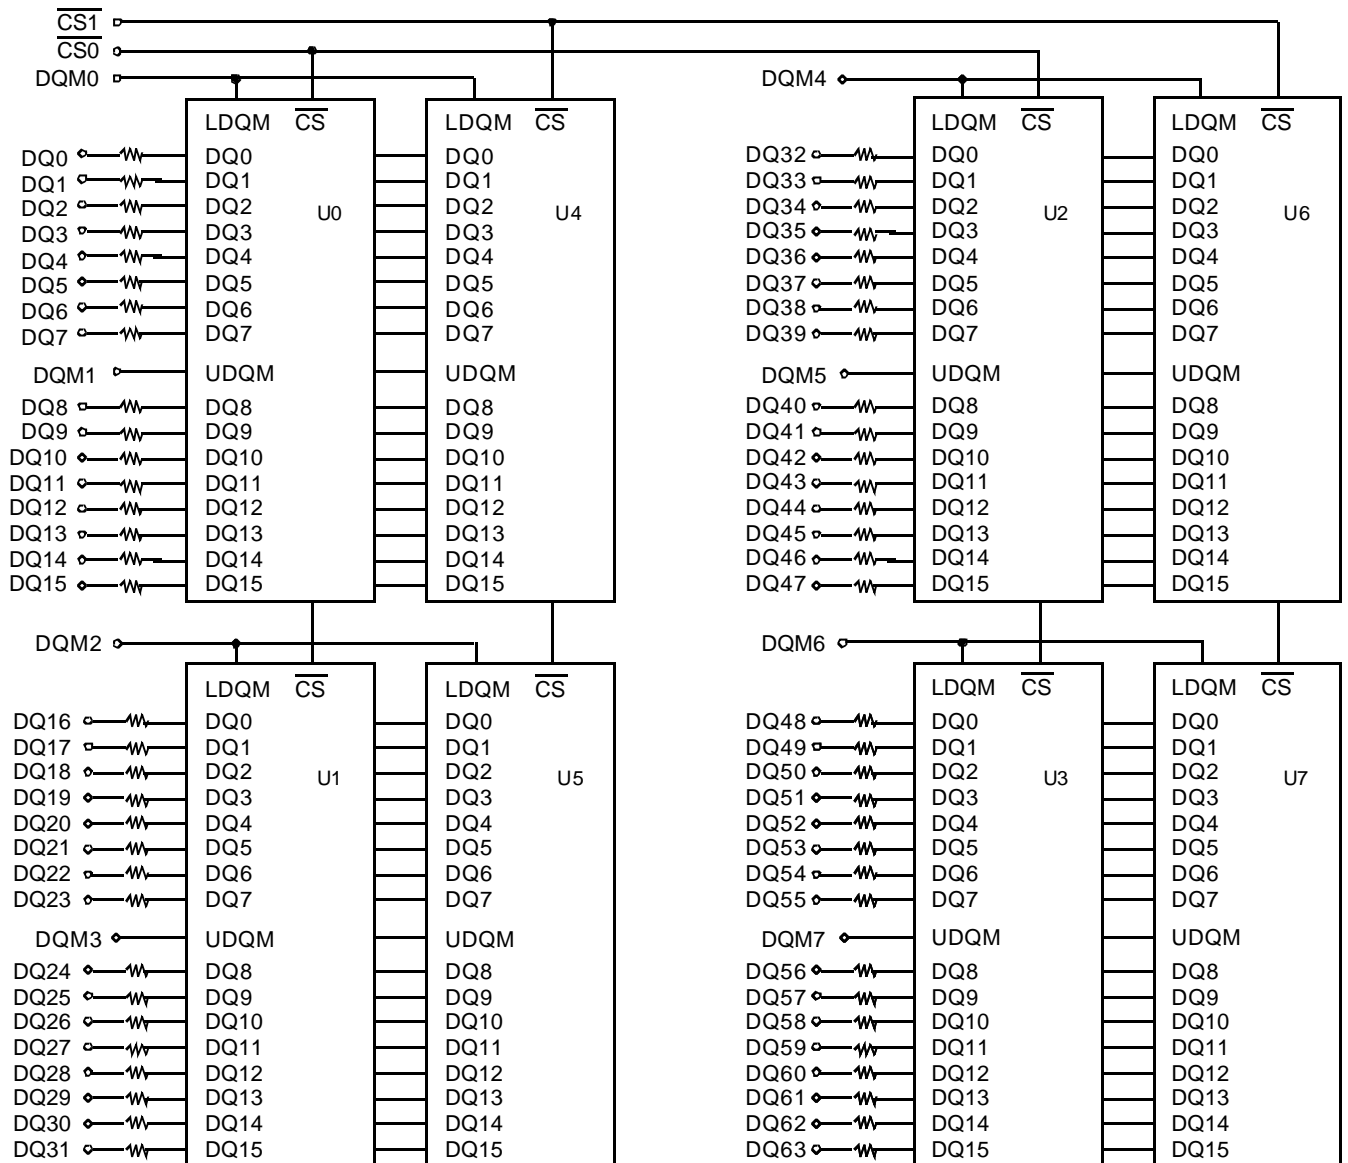 CS1
CS0
DQM0 DQM4
LDQM CS LDQM CS LDQM CS LDQM CS
DQ0 DQ0 DQ0 DQ32 DQ0 DQ0
DQ1 DQ1 DQ1 DQ33 DQ1 DQ1
DQ2 DQ2 U0 DQ2 U4 DQ34 DQ2 U2 DQ2 U6
DQ3 DQ3 DQ3 DQ35 DQ3 DQ3
DQ4 DQ4 DQ4 DQ36 DQ4 DQ4
DQ5 DQ5 DQ5 DQ37 DQ5 DQ5
DQ6 DQ6 DQ6 DQ38 DQ6 DQ6
DQ7 DQ7 DQ7 DQ39 DQ7 DQ7
DQM1 UDQM UDQM DQM5 UDQM UDQM
DQ8 DQ8 DQ8 DQ40 DQ8 DQ8
DQ9 DQ9 DQ9 DQ41 DQ9 DQ9
DQ10 DQ10 DQ10 DQ42 DQ10 DQ10
DQ11 DQ11 DQ11 DQ43 DQ11 DQ11
DQ12 DQ12 DQ12 DQ44 DQ12 DQ12
DQ13 DQ13 DQ13 DQ45 DQ13 DQ13
DQ14 DQ14 DQ14 DQ46 DQ14 DQ14
DQ15 DQ15 DQ15 DQ47 DQ15 DQ15
DQM2 DQM6
LDQM CS LDQM CS LDQM CS LDQM CS
DQ16 DQ0 DQ0 DQ48 DQ0 DQ0
DQ17 DQ1 DQ1 DQ49 DQ1 DQ1
DQ18 DQ2 U1 DQ2 U5 DQ50 DQ2 U3 DQ2 U7
DQ19 DQ3 DQ3 DQ51 DQ3 DQ3
DQ20 DQ4 DQ4 DQ52 DQ4 DQ4
DQ21 DQ5 DQ5 DQ53 DQ5 DQ5
DQ22 DQ6 DQ6 DQ54 DQ6 DQ6
DQ23 DQ7 DQ7 DQ55 DQ7 DQ7
DQM3 UDQM UDQM DQM7 UDQM UDQM
DQ24 DQ8 DQ8 DQ56 DQ8 DQ8
DQ25 DQ9 DQ9 DQ57 DQ9 DQ9
DQ26 DQ10 DQ10 DQ58 DQ10 DQ10
DQ27 DQ11 DQ11 DQ59 DQ11 DQ11
DQ28 DQ12 DQ12 DQ60 DQ12 DQ12
DQ29 DQ13 DQ13 DQ61 DQ13 DQ13
DQ30 DQ14 DQ14 DQ62 DQ14 DQ14
DQ31 DQ15 DQ15 DQ63 DQ15 DQ15